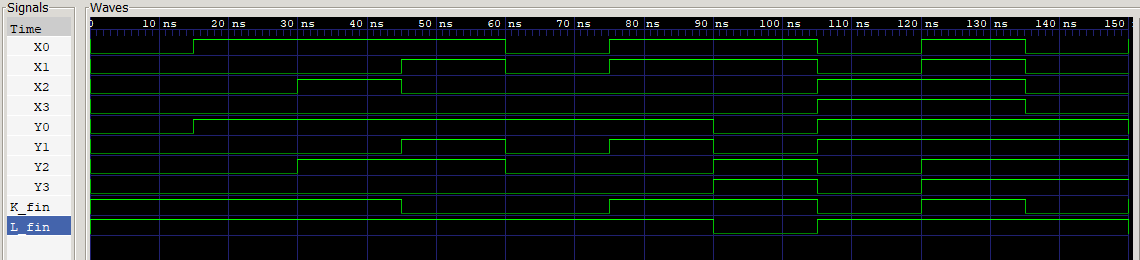 Signals
Waves
Time
0 10 ns 20 ns 30 ns 40 ns 50 ns 60 ns 70 ns 80 ns 90 ns 100 ns 110 ns 120 ns 130 ns 140 ns 150
X0
X1
X2
X3
Y0
Y1
Y2
Y3
K_fin
L_fin